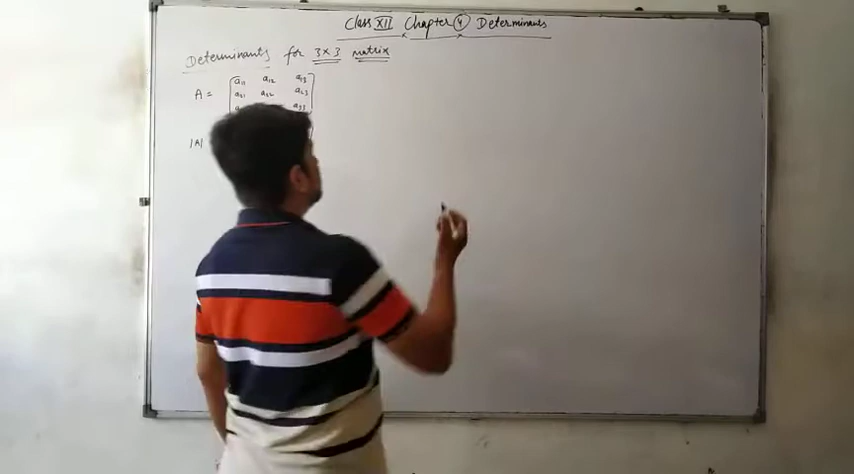 Class XII Chapter 4 Determinants
Determinants for 3×3 matrix
a₁₁ a₁₂ a₁₃
A = a₂₁ a₂₂ a₂₃
a₃₃
|A|